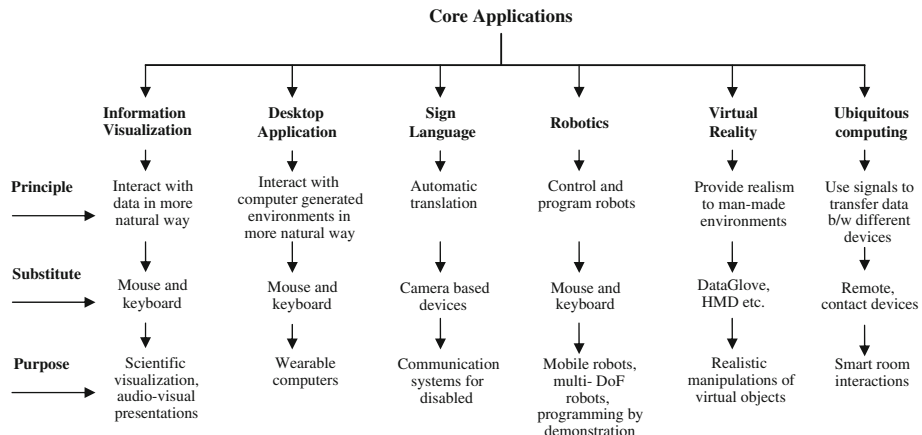 Core Applications
Information
Visualization
Desktop
Application
Sign
Language
Robotics
Virtual
Reality
Ubiquitous
computing
Principle
Interact with
data in more
natural way
Interact with
computer generated
environments in
more natural way
Automatic
translation
Control and
program robots
Provide realism
to man-made
environments
Use signals to
transfer data
b/w different
devices
Substitute
Mouse and
keyboard
Mouse and
keyboard
Camera based
devices
Mouse and
keyboard
DataGlove,
HMD etc.
Remote,
contact devices
Purpose
Scientific
visualization,
audio-visual
presentations
Wearable
computers
Communication
systems for
disabled
Mobile robots,
multi- DoF
robots,
programming by
demonstration
Realistic
manipulations of
virtual objects
Smart room
interactions